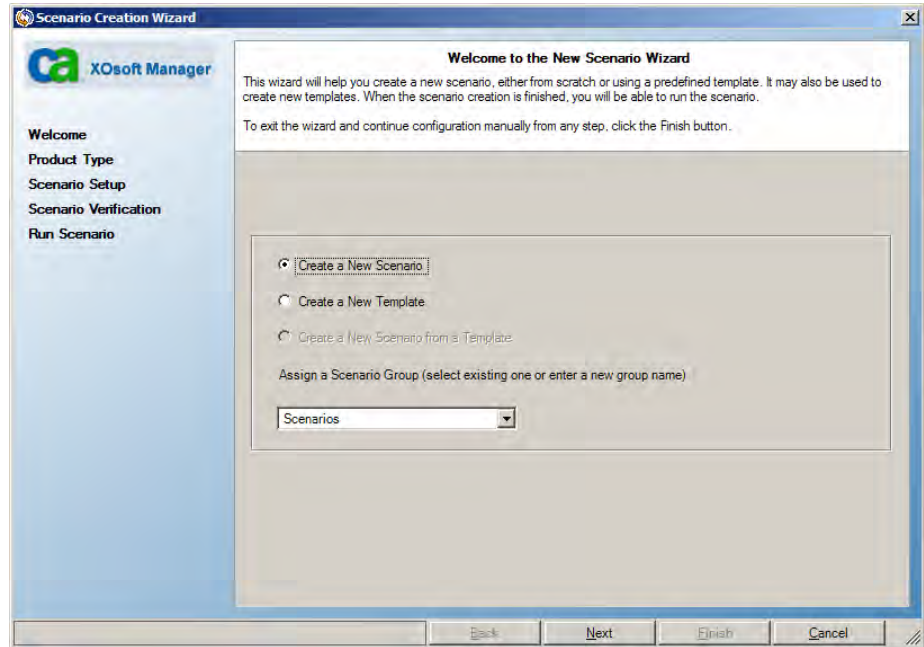 Scenario Creation Wizard
ca XOsoft Manager
Welcome
Product Type
Scenario Setup
Scenario Verification
Run Scenario
Welcome to the New Scenario Wizard
This wizard will help you create a new scenario, either from scratch or using a predefined template. It may also be used to
create new templates. When the scenario creation is finished, you will be able to run the scenario.
To exit the wizard and continue configuration manually from any step, click the Finish button.
Create a New Scenario
Create a New Template
Create a New Scenario from a Template
Assign a Scenario Group (select existing one or enter a new group name)
Scenarios
Back Next Finish Cancel